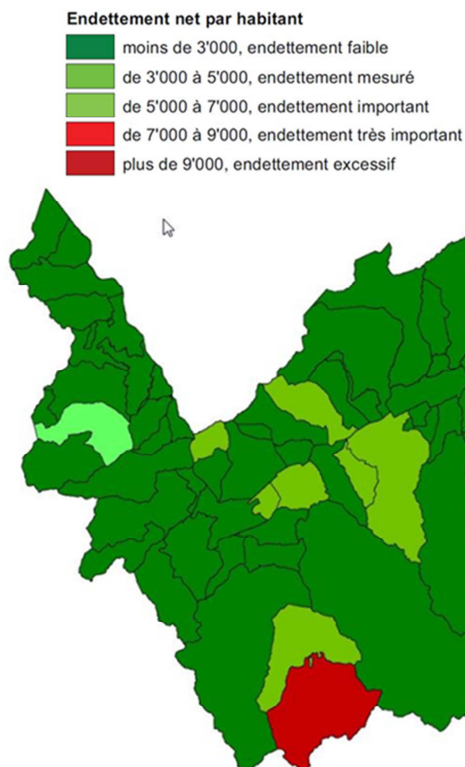 Endettement net par habitant
moins de 3'000, endettement faible
de 3'000 à 5'000, endettement mesuré
de 5'000 à 7'000, endettement important
de 7'000 à 9'000, endettement très important
plus de 9'000, endettement excessif